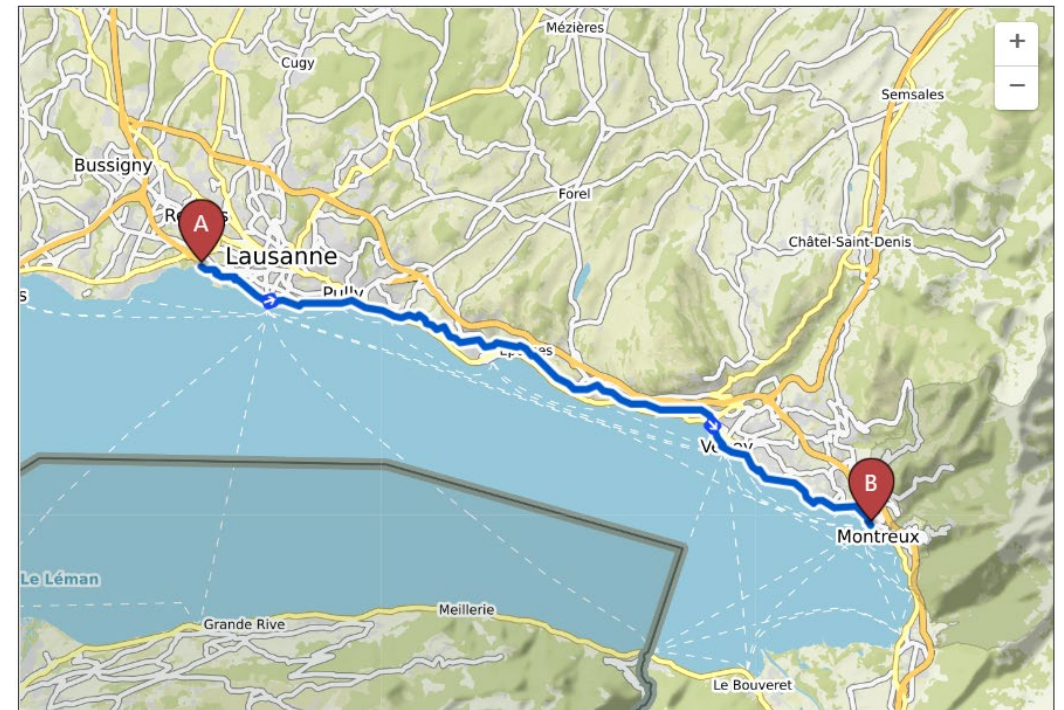 Mézières
+
Cugy
−
Semsales
Bussigny
Forel
A
Châtel-Saint-Denis
Lausanne
Pully
s
B
Montreux
Le Léman
Meillerie
Grande Rive
Le Bouveret